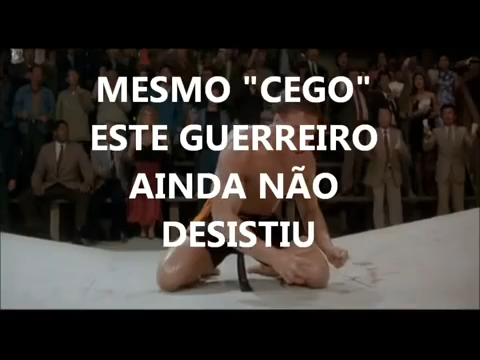 MESMO "CEGO"
ESTE GUERREIRO
AINDA NÃO
DESISTIU